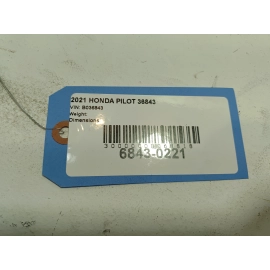 2021 HONDA PILOT 36843
VIN: B036843
Weight:
Dimensions:
6843-0221